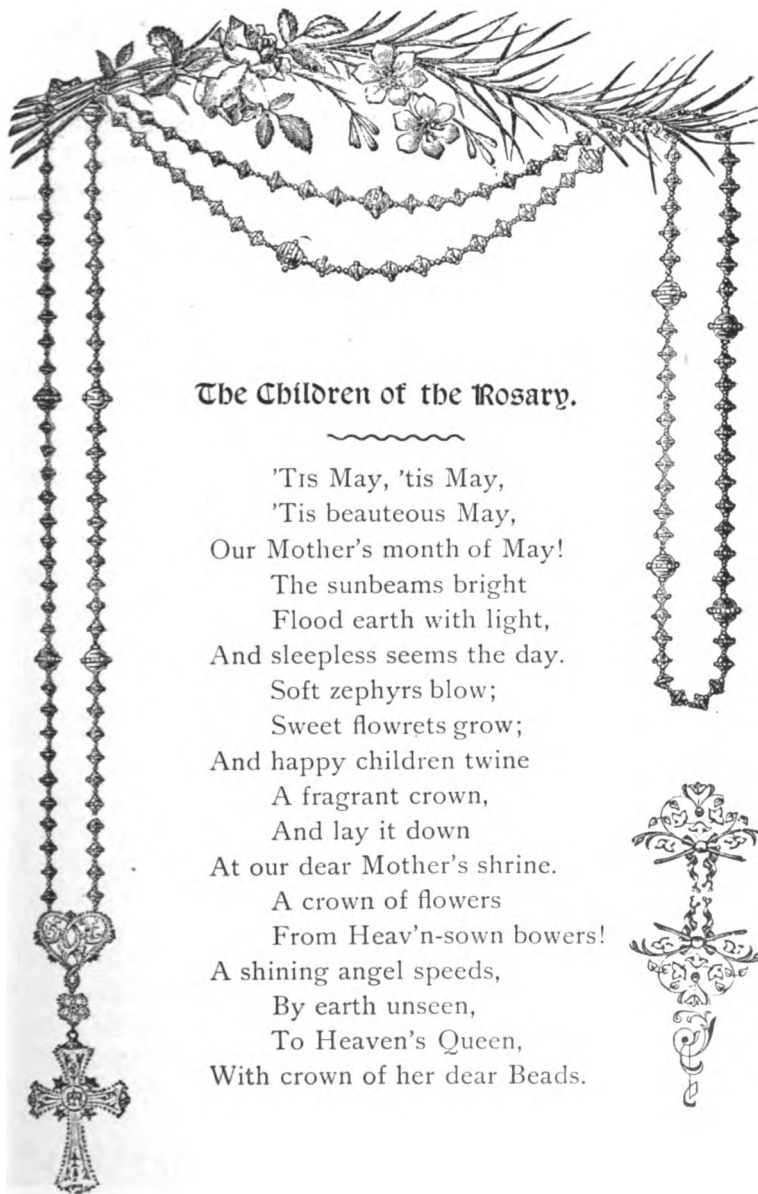 The Children of the Rosary.
'TIS May, 'tis May,
'Tis beauteous May,
Our Mother's month of May!
The sunbeams bright
Flood earth with light,
And sleepless seems the day.
Soft zephyrs blow;
Sweet flowrets grow;
And happy children twine
A fragrant crown,
And lay it down
At our dear Mother's shrine.
A crown of flowers
From Heav'n-sown bowers!
A shining angel speeds,
By earth unseen,
To Heaven's Queen,
With crown of her dear Beads.